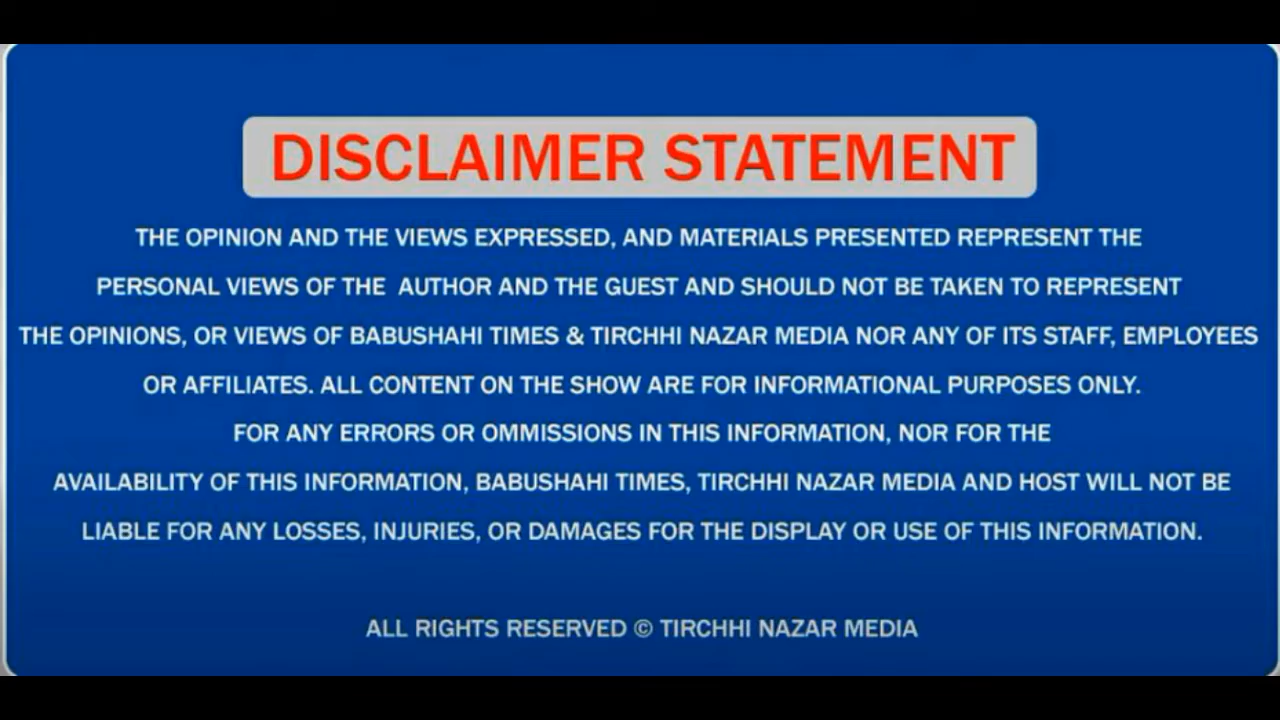 DISCLAIMER STATEMENT
THE OPINION AND THE VIEWS EXPRESSED, AND MATERIALS PRESENTED REPRESENT THE
PERSONAL VIEWS OF THE AUTHOR AND THE GUEST AND SHOULD NOT BE TAKEN TO REPRESENT
THE OPINIONS, OR VIEWS OF BABUSHAHI TIMES & TIRCHHI NAZAR MEDIA NOR ANY OF ITS STAFF, EMPLOYEES
OR AFFILIATES. ALL CONTENT ON THE SHOW ARE FOR INFORMATIONAL PURPOSES ONLY.
FOR ANY ERRORS OR OMMISSIONS IN THIS INFORMATION, NOR FOR THE
AVAILABILITY OF THIS INFORMATION, BABUSHAHI TIMES, TIRCHHI NAZAR MEDIA AND HOST WILL NOT BE
LIABLE FOR ANY LOSSES, INJURIES, OR DAMAGES FOR THE DISPLAY OR USE OF THIS INFORMATION.
ALL RIGHTS RESERVED © TIRCHHI NAZAR MEDIA